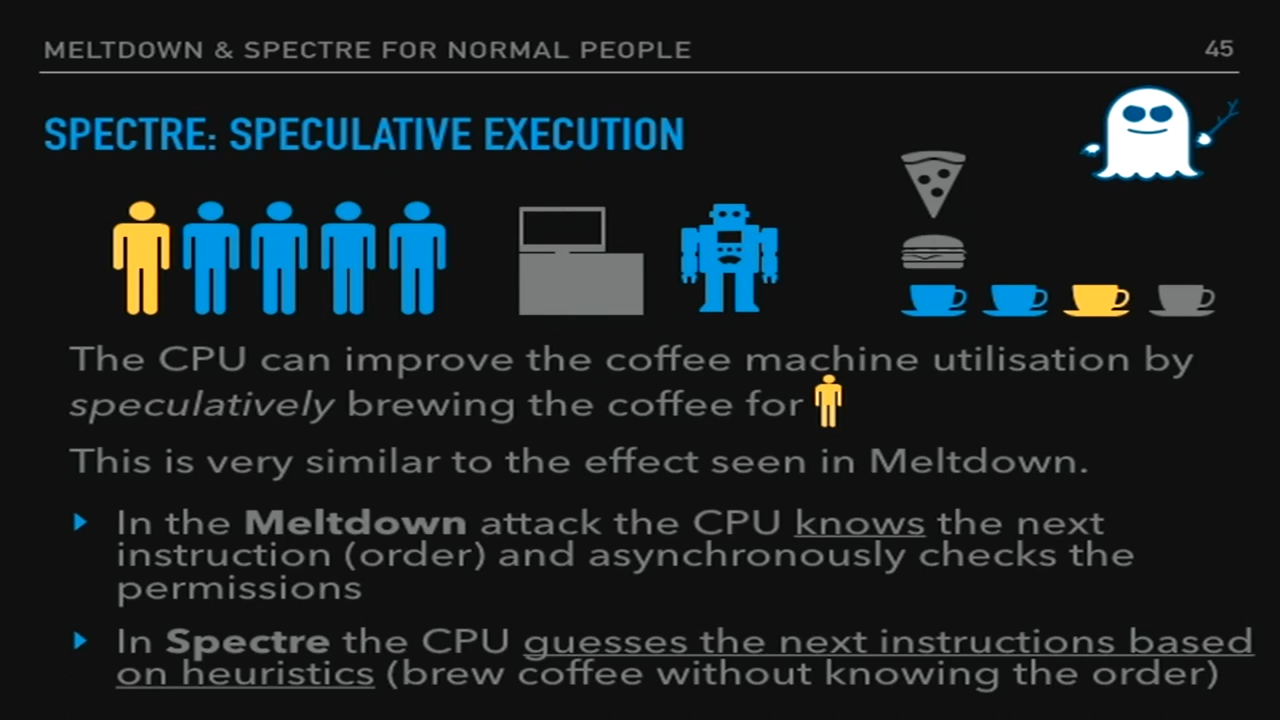 MELTDOWN & SPECTRE FOR NORMAL PEOPLE 45
SPECTRE: SPECULATIVE EXECUTION
The CPU can improve the coffee machine utilisation by
speculatively brewing the coffee for
This is very similar to the effect seen in Meltdown.
In the Meltdown attack the CPU knows the next
instruction (order) and asynchronously checks the
permissions
In Spectre the CPU guesses the next instructions based
on heuristics (brew coffee without knowing the order)